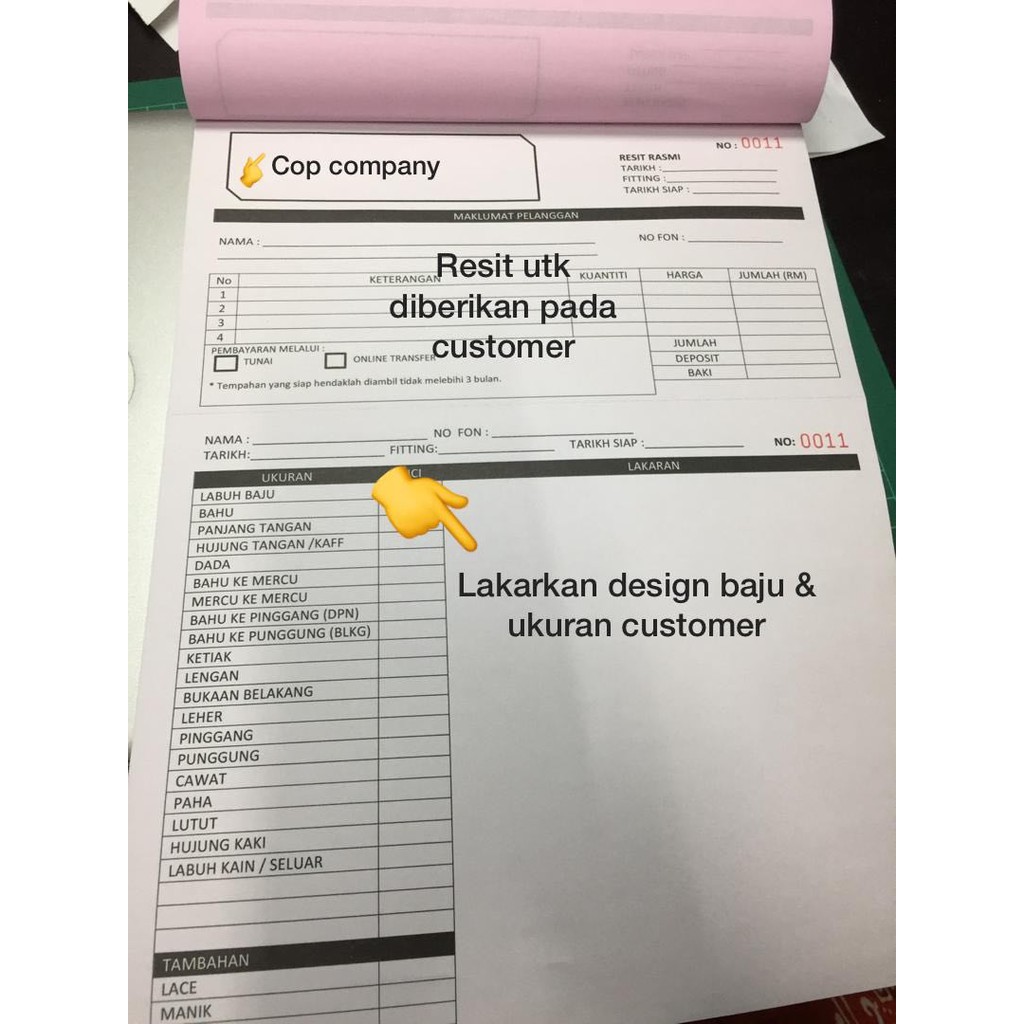 NO : 0011
Cop company
RESIT RASMI
TARIKH :
FITTING :
TARIKH SIAP :
MAKLUMAT PELANGGAN
NAMA :
NO FON :
Resit utk
diberikan pada
customer
No KETERANGAN KUANTITI HARGA JUMLAH (RM)
1
2
3
4
PEMBAYARAN MELALUI :
TUNAI ONLINE TRANSFER
JUMLAH
DEPOSIT
BAKI
* Tempahan yang siap hendaklah diambil tidak melebihi 3 bulan.
NAMA : NO FON :
TARIKH: FITTING: TARIKH SIAP : NO: 0011
UKURAN LAKARAN
LABUH BAJU
BAHU
PANJANG TANGAN
HUJUNG TANGAN /KAFF
DADA
BAHU KE MERCU
MERCU KE MERCU
BAHU KE PINGGANG (DPN)
BAHU KE PUNGGUNG (BLKG)
KETIAK
LENGAN
BUKAAN BELAKANG
LEHER
PINGGANG
PUNGGUNG
CAWAT
PAHA
LUTUT
HUJUNG KAKI
LABUH KAIN / SELUAR
Lakarkan design baju &
ukuran customer
TAMBAHAN
LACE
MANIK